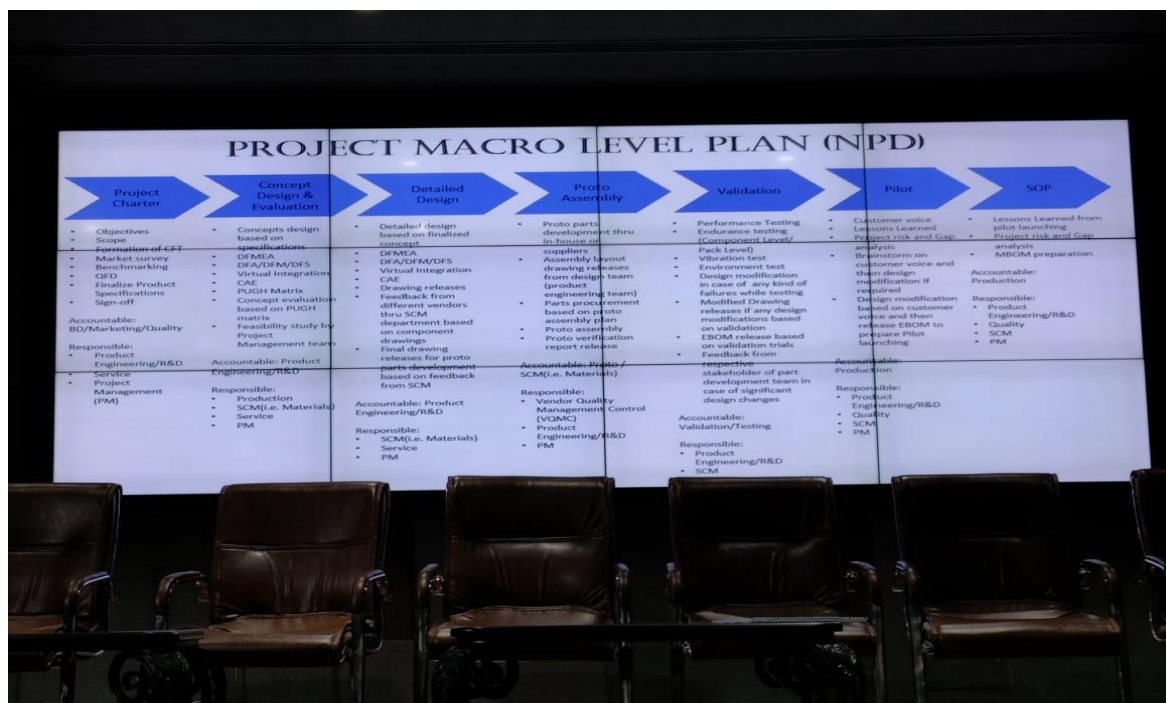 PROJECT MACRO LEVEL PLAN (NPD)
Project
Charter
• Objectives
• Scope
• Formation of CFT
• Market survey
• Benchmarking
• QFD
• Finalize Product
Specifications
• Sign-off
Accountable:
BD/Marketing/Quality
Responsible:
• Product
Engineering/R&D
• Service
• Project
Management
(PM)
Concept
Design &
Evaluation
• Concepts design
based on
specifications
• DFMEA
• DFA/DFM/DFS
• Virtual Integration
• CAE
• PUGH Matrix
• Concept evaluation
based on PUGH
matrix
• Feasibility study by
Project
Management team
Accountable: Product
Engineering/R&D
Responsible:
• Production
• SCM(i.e. Materials)
• Service
• PM
Detailed
Design
• Detailed design
based on finalized
concept
• DFMEA
• DFA/DFM/DFS
• Virtual Integration
• CAE
• Drawing releases
• Feedback from
different vendors
thru SCM
department based
on component
drawings
• Final drawing
releases for proto
parts development
based on feedback
from SCM
Accountable: Product
Engineering/R&D
Responsible:
• SCM(i.e. Materials)
• Service
• PM
Proto
Assembly
• Proto parts
development thru
in-house or
suppliers
• Assembly layout
drawing releases
from design team
(product
engineering team)
• Parts procurement
based on proto
assembly plan
• Proto assembly
• Proto verification
report release
Accountable: Proto /
SCM(i.e. Materials)
Responsible:
• Vendor Quality
Management Control
(VQMC)
• Product
Engineering/R&D
• PM
Validation
• Performance Testing
• Endurance testing
(Component Level/
Pack Level)
• Vibration test
• Environment test
• Design modification
in case of any kind of
failures while testing
• Modified Drawing
releases if any design
modifications based
on validation
• EBOM release based
on validation trials
• Feedback from
respective
stakeholder of part
development team in
case of significant
design changes
Accountable:
Validation/Testing
Responsible:
• Product
Engineering/R&D
• SCM
Pilot
• Customer voice
• Lessons Learned
• Project risk and Gap
analysis
• Brainstorm on
customer voice and
then design
modification if
required
• Design modification
based on customer
voice and then
release EBOM to
prepare Pilot
launching
Accountable:
Production
Responsible:
• Product
Engineering/R&D
• Quality
• SCM
• PM
SOP
• Lessons Learned from
pilot launching
• Project risk and Gap
analysis
• MBOM preparation
Accountable:
Production
Responsible:
• Product
Engineering/R&D
• Quality
• SCM
• PM